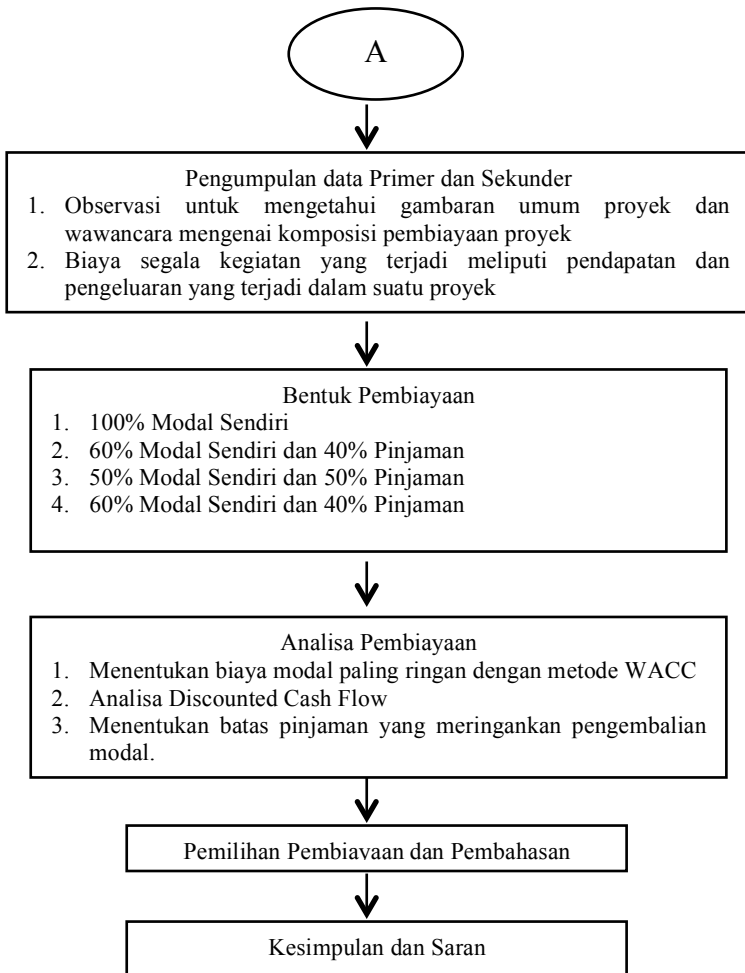 A
Pengumpulan data Primer dan Sekunder
1. Observasi untuk mengetahui gambaran umum proyek dan
wawancara mengenai komposisi pembiayaan proyek
2. Biaya segala kegiatan yang terjadi meliputi pendapatan dan
pengeluaran yang terjadi dalam suatu proyek
Bentuk Pembiayaan
1. 100% Modal Sendiri
2. 60% Modal Sendiri dan 40% Pinjaman
3. 50% Modal Sendiri dan 50% Pinjaman
4. 60% Modal Sendiri dan 40% Pinjaman
Analisa Pembiayaan
1. Menentukan biaya modal paling ringan dengan metode WACC
2. Analisa Discounted Cash Flow
3. Menentukan batas pinjaman yang meringankan pengembalian
modal.
Pemilihan Pembiayaan dan Pembahasan
Kesimpulan dan Saran